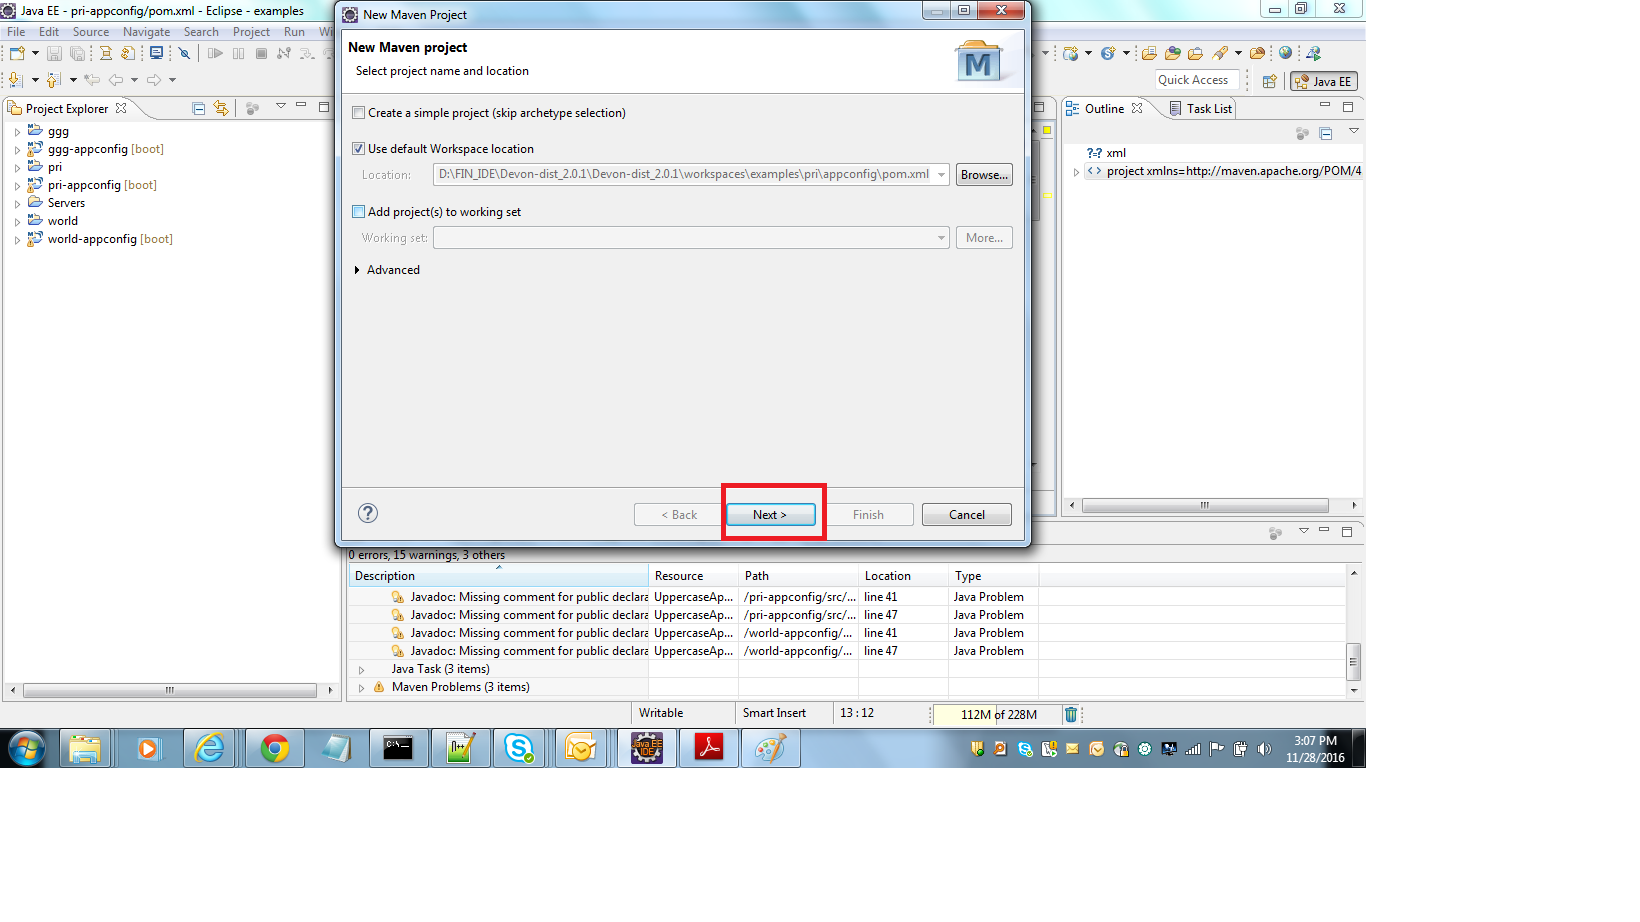 Java EE - pri-appconfig/pom.xml - Eclipse - examples
File Edit Source Navigate Search Project Run
Quick Access
Java EE
Project Explorer
ggg
ggg-appconfig [boot]
pri
pri-appconfig [boot]
Servers
world
world-appconfig [boot]
New Maven Project
New Maven project
Select project name and location
M
Create a simple project (skip archetype selection)
Use default Workspace location
Location: D:\FIN_IDE\Devon-dist_2.0.1\Devon-dist_2.0.1\workspaces\examples\pri\appconfig\pom.xml Browse...
Add project(s) to working set
Working set: More...
Advanced
? < Back Next > Finish Cancel
Outline Task List
?=? xml
<> project xmlns=http://maven.apache.org/POM/4
0 errors, 15 warnings, 3 others
Description Resource Path Location Type
Javadoc: Missing comment for public declara UppercaseAp... /pri-appconfig/src/... line 41 Java Problem
Javadoc: Missing comment for public declara UppercaseAp... /pri-appconfig/src/... line 47 Java Problem
Javadoc: Missing comment for public declara UppercaseAp... /world-appconfig/... line 41 Java Problem
Javadoc: Missing comment for public declara UppercaseAp... /world-appconfig/... line 47 Java Problem
Java Task (3 items)
Maven Problems (3 items)
Writable Smart Insert 13 : 12 112M of 228M
Java EE
IDE
3:07 PM
11/28/2016